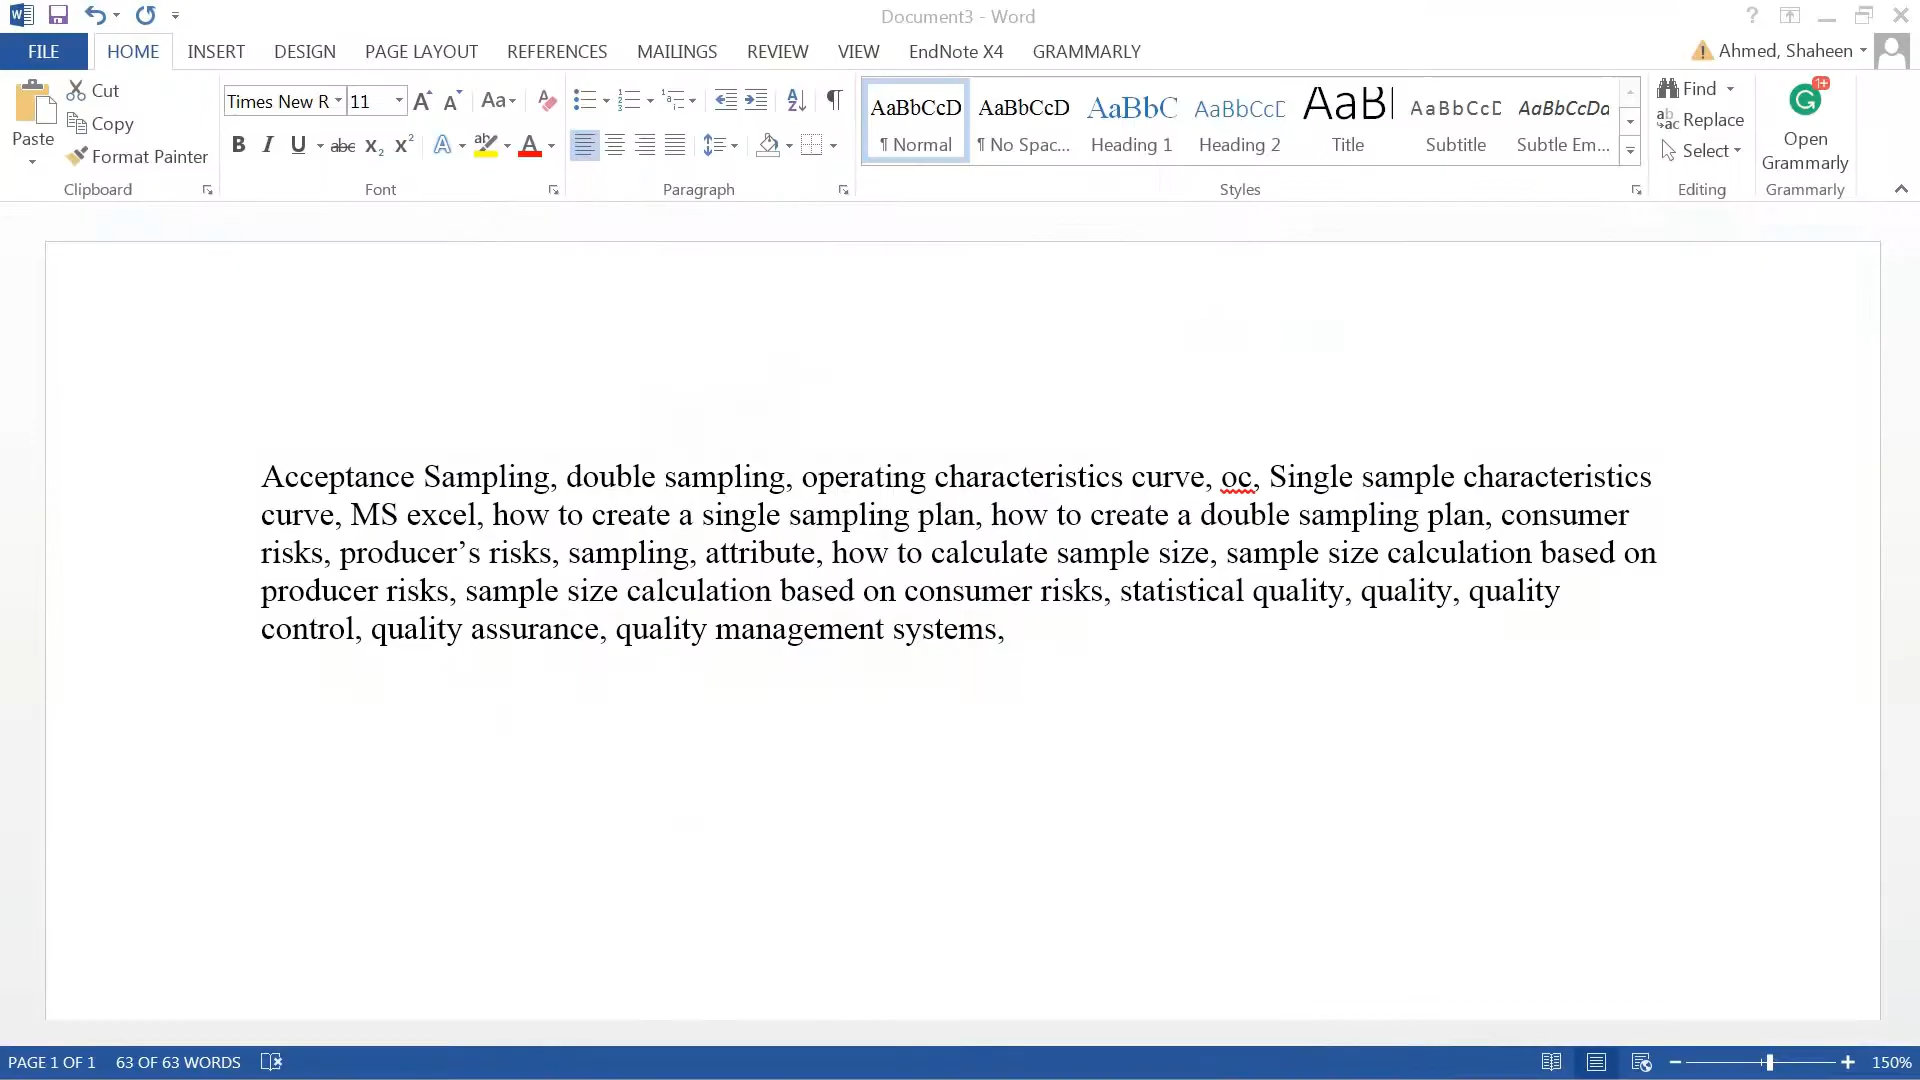 Document3 - Word
FILE HOME INSERT DESIGN PAGE LAYOUT REFERENCES MAILINGS REVIEW VIEW EndNote X4 GRAMMARLY Ahmed, Shaheen
Paste
Cut
Copy
Format Painter
Clipboard
Times New R 11
Font
Paragraph
AaBbCcD AaBbCcD AaBbC AaBbCcD AaBl AaBbCcD AaBbCcDa
¶ Normal ¶ No Spac... Heading 1 Heading 2 Title Subtitle Subtle Em...
Styles
Find
Replace
Select
Editing
1+
Open
Grammarly
Grammarly
Acceptance Sampling, double sampling, operating characteristics curve, oc, Single sample characteristics
curve, MS excel, how to create a single sampling plan, how to create a double sampling plan, consumer
risks, producer’s risks, sampling, attribute, how to calculate sample size, sample size calculation based on
producer risks, sample size calculation based on consumer risks, statistical quality, quality, quality
control, quality assurance, quality management systems,
PAGE 1 OF 1 63 OF 63 WORDS 150%